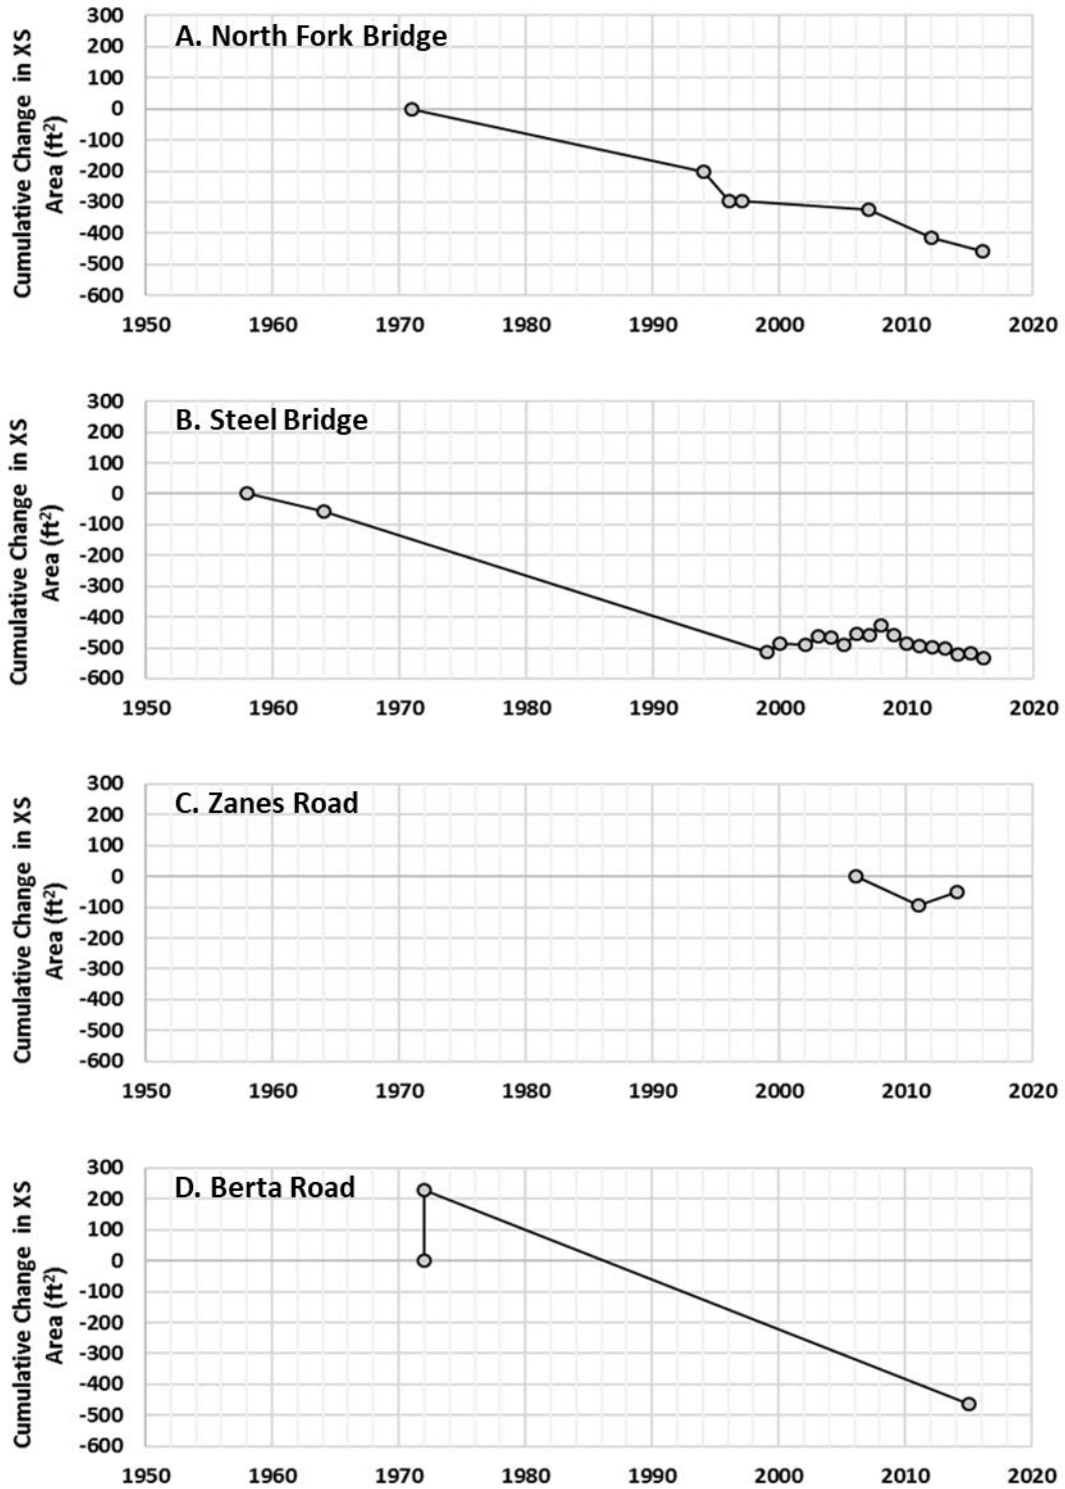 A. North Fork Bridge
Cumulative Change in XS
Area (ft²)
300
200
100
0
-100
-200
-300
-400
-500
-600
1950 1960 1970 1980 1990 2000 2010 2020
B. Steel Bridge
Cumulative Change in XS
Area (ft²)
300
200
100
0
-100
-200
-300
-400
-500
-600
1950 1960 1970 1980 1990 2000 2010 2020
C. Zanes Road
Cumulative Change in XS
Area (ft²)
300
200
100
0
-100
-200
-300
-400
-500
-600
1950 1960 1970 1980 1990 2000 2010 2020
D. Berta Road
Cumulative Change in XS
Area (ft²)
300
200
100
0
-100
-200
-300
-400
-500
-600
1950 1960 1970 1980 1990 2000 2010 2020